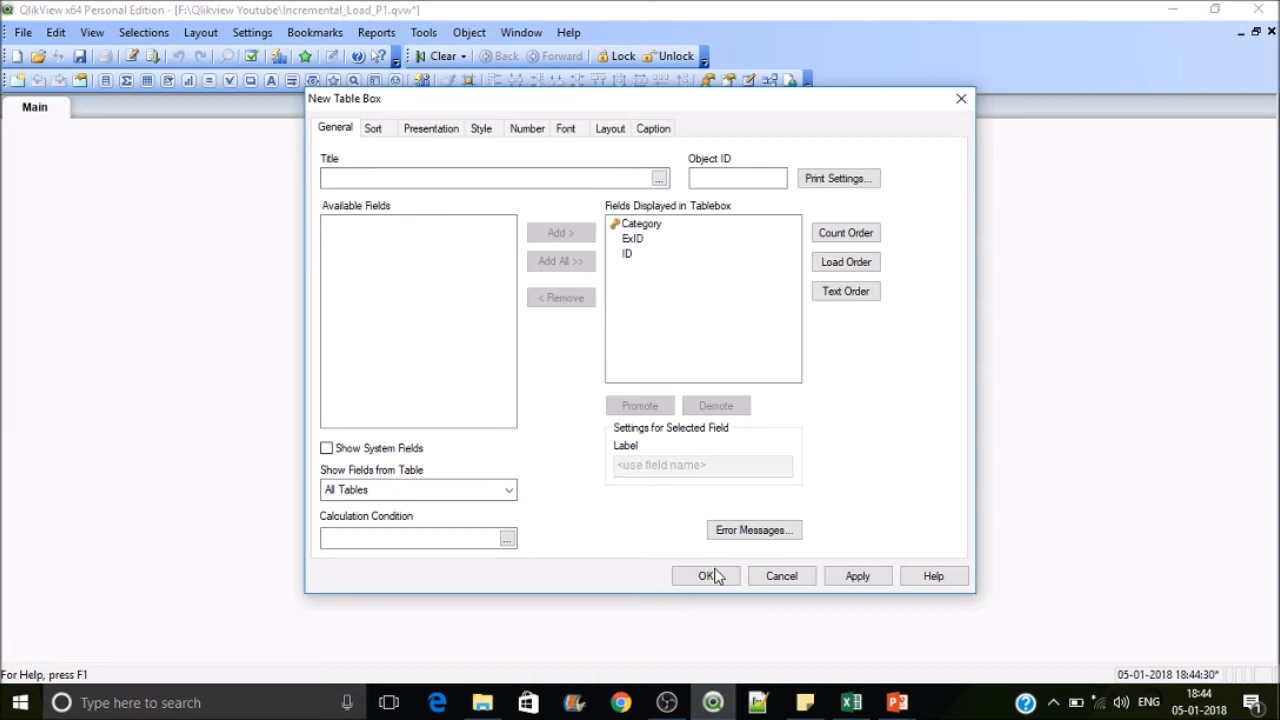 QlikView x64 Personal Edition - [F:\Qlikview Youtube\Incremental_Load_P1.qvw*]
File Edit View Selections Layout Settings Bookmarks Reports Tools Object Window Help
Clear Back Forward Lock Unlock
Main
New Table Box
General Sort Presentation Style Number Font Layout Caption
Title Object ID
... Print Settings...
Available Fields Fields Displayed in Tablebox
Category
Add > Count Order
ExID
ID
Add All >> Load Order
< Remove Text Order
Promote Demote
Settings for Selected Field
Show System Fields Label
<use field name>
Show Fields from Table
All Tables
Calculation Condition
... Error Messages...
OK Cancel Apply Help
For Help, press F1 05-01-2018 18:44:30*
Type here to search ENG 18:44
05-01-2018